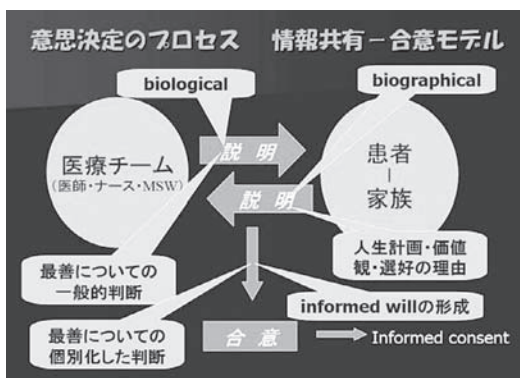 意思決定のプロセス 情報共有－合意モデル
biological
biographical
医療チーム
(医師・ナース・MSW)
説 明
説 明
患者
－
家族
最善についての
一般的判断
人生計画・価値
観・選好の理由
informed willの形成
最善についての
個別化した判断
合 意
Informed consent